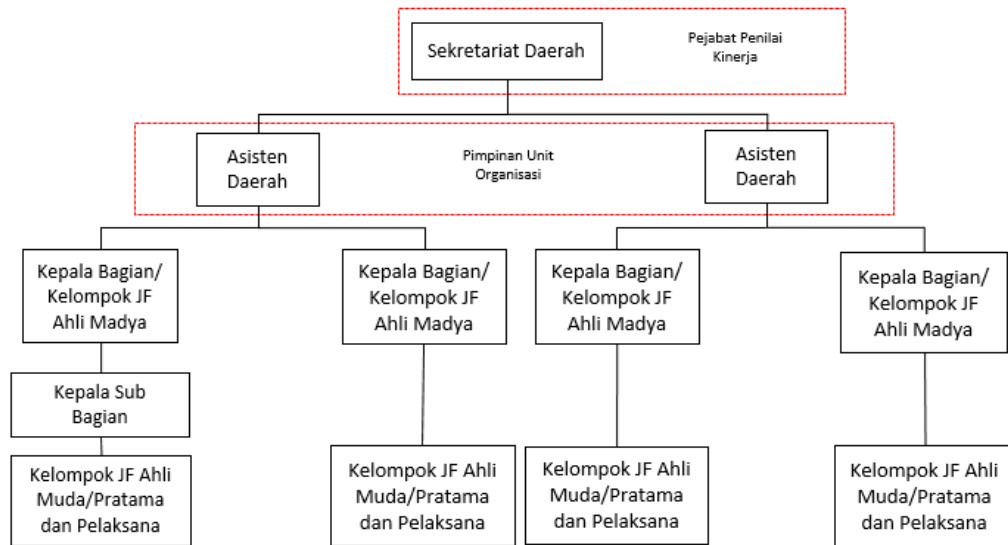 Sekretariat Daerah
Pejabat Penilai
Kinerja
Asisten
Daerah
Pimpinan Unit
Organisasi
Asisten
Daerah
Kepala Bagian/
Kelompok JF
Ahli Madya
Kepala Bagian/
Kelompok JF
Ahli Madya
Kepala Bagian/
Kelompok JF
Ahli Madya
Kepala Bagian/
Kelompok JF
Ahli Madya
Kepala Sub
Bagian
Kelompok JF Ahli
Muda/Pratama
dan Pelaksana
Kelompok JF Ahli
Muda/Pratama
dan Pelaksana
Kelompok JF Ahli
Muda/Pratama
dan Pelaksana
Kelompok JF Ahli
Muda/Pratama
dan Pelaksana